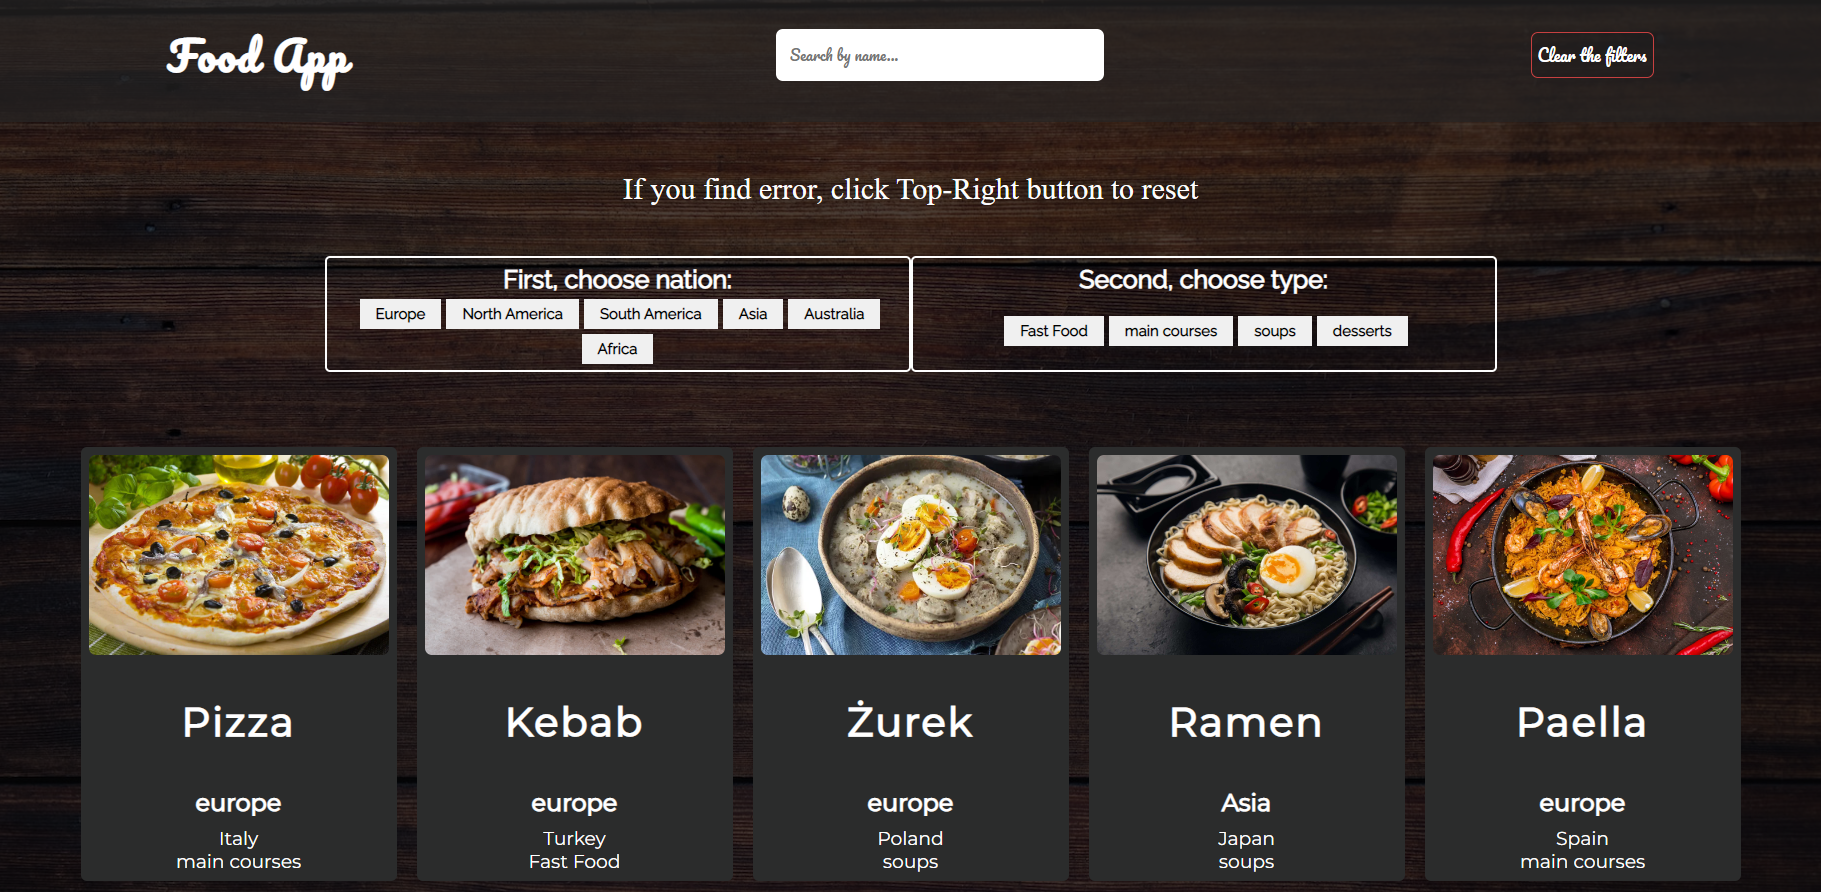 Food App
Search by name...
Clear the filters
If you find error, click Top-Right button to reset
First, choose nation:
Europe
North America
South America
Asia
Australia
Africa
Second, choose type:
Fast Food
main courses
soups
desserts
Pizza
europe
Italy
main courses
Kebab
europe
Turkey
Fast Food
Żurek
europe
Poland
soups
Ramen
Asia
Japan
soups
Paella
europe
Spain
main courses